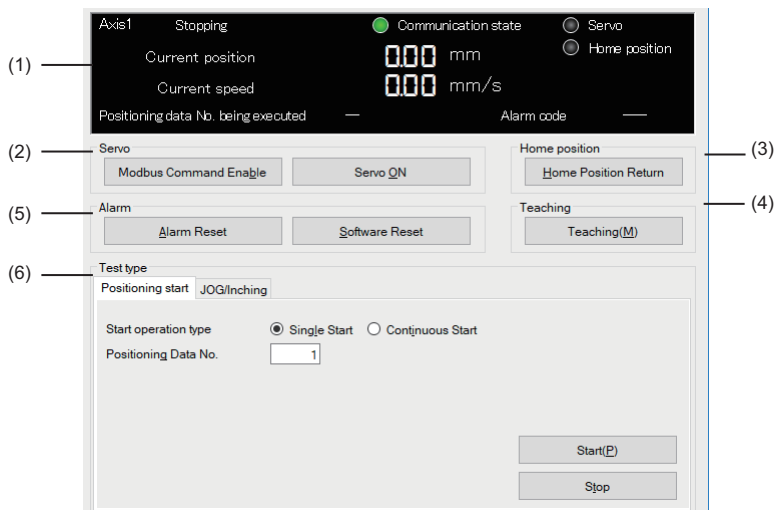 Axis1 Stopping Communication state Servo
Home position
(1) Current position 0.00 mm
Current speed 0.00 mm/s
Positioning data No. being executed — Alarm code —
(2) Servo Home position (3)
Modbus Command Enable Servo ON Home Position Return
(5) Alarm Teaching (4)
Alarm Reset Software Reset Teaching(M)
(6) Test type
Positioning start JOG/Inching
Start operation type Single Start Continuous Start
Positioning Data No. 1
Start(P)
Stop